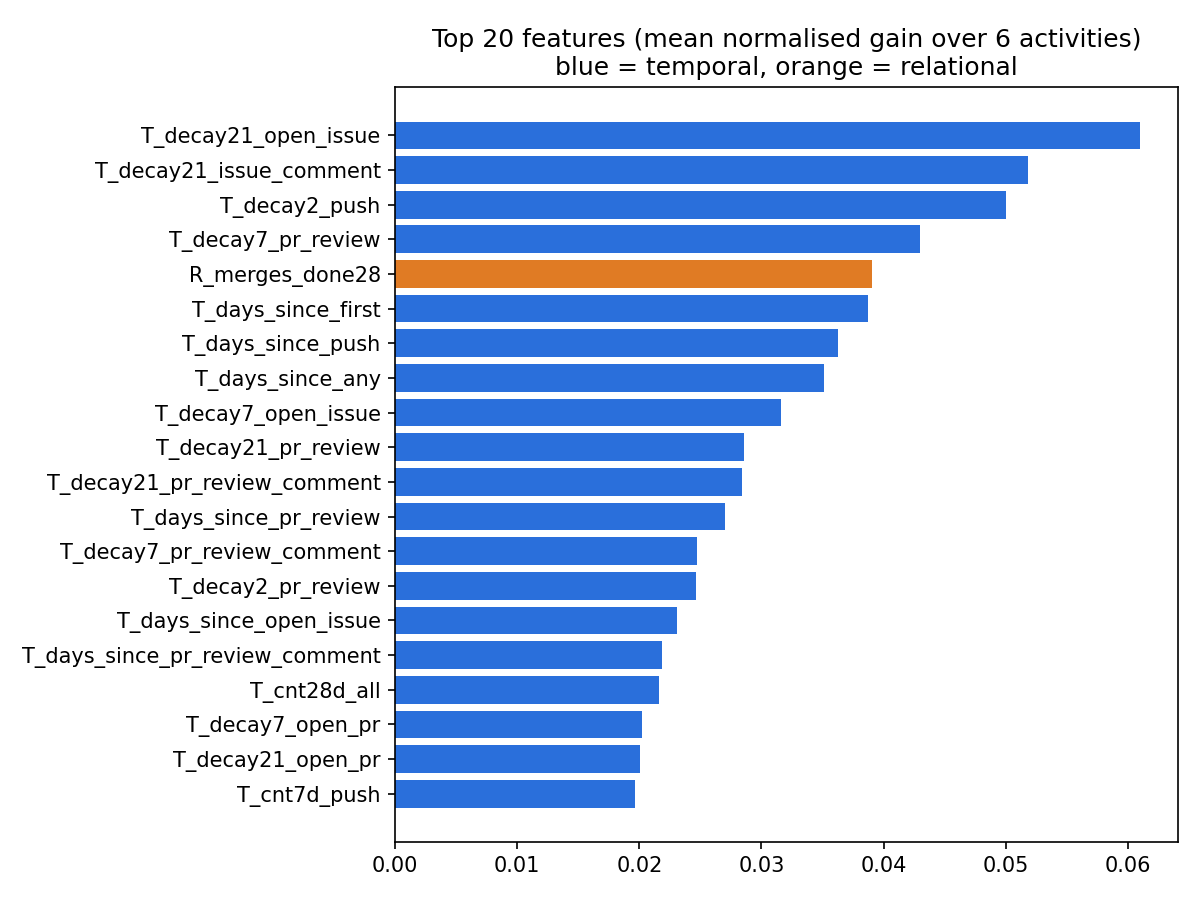 Top 20 features (mean normalised gain over 6 activities)
blue = temporal, orange = relational
T_decay21_open_issue
T_decay21_issue_comment
T_decay2_push
T_decay7_pr_review
R_merges_done28
T_days_since_first
T_days_since_push
T_days_since_any
T_decay7_open_issue
T_decay21_pr_review
T_decay21_pr_review_comment
T_days_since_pr_review
T_decay7_pr_review_comment
T_decay2_pr_review
T_days_since_open_issue
T_days_since_pr_review_comment
T_cnt28d_all
T_decay7_open_pr
T_decay21_open_pr
T_cnt7d_push
0.00 0.01 0.02 0.03 0.04 0.05 0.06